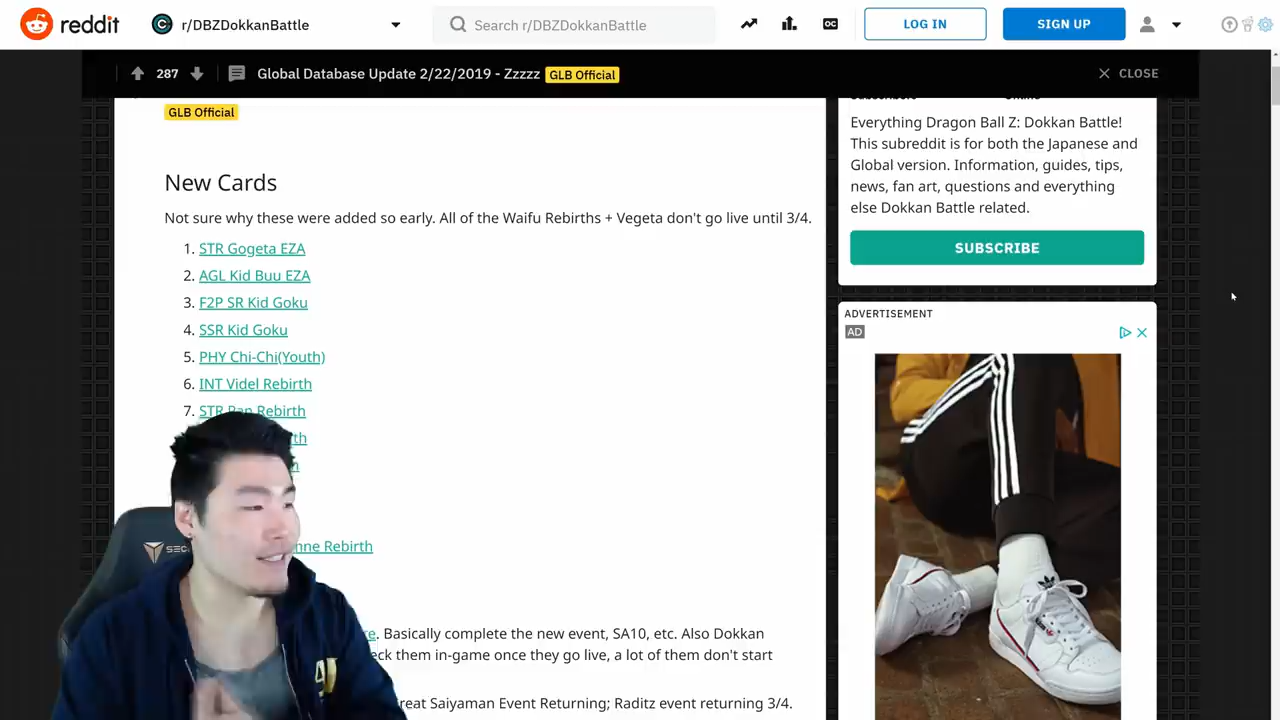 reddit
r/DBZDokkanBattle
Search r/DBZDokkanBattle
LOG IN
SIGN UP
287
Global Database Update 2/22/2019 - Zzzzz GLB Official
CLOSE
GLB Official
New Cards
Not sure why these were added so early. All of the Waifu Rebirths + Vegeta don't go live until 3/4.
1. STR Gogeta EZA
2. AGL Kid Buu EZA
3. F2P SR Kid Goku
4. SSR Kid Goku
5. PHY Chi-Chi(Youth)
6. INT Videl Rebirth
7. STR Pan Rebirth
Rebirth
. Basically complete the new event, SA10, etc. Also Dokkan
them in-game once they go live, a lot of them don't start
Great Saiyaman Event Returning; Raditz event returning 3/4.
Subscribers
Online
Everything Dragon Ball Z: Dokkan Battle!
This subreddit is for both the Japanese and
Global version. Information, guides, tips,
news, fan art, questions and everything
else Dokkan Battle related.
SUBSCRIBE
ADVERTISEMENT
AD